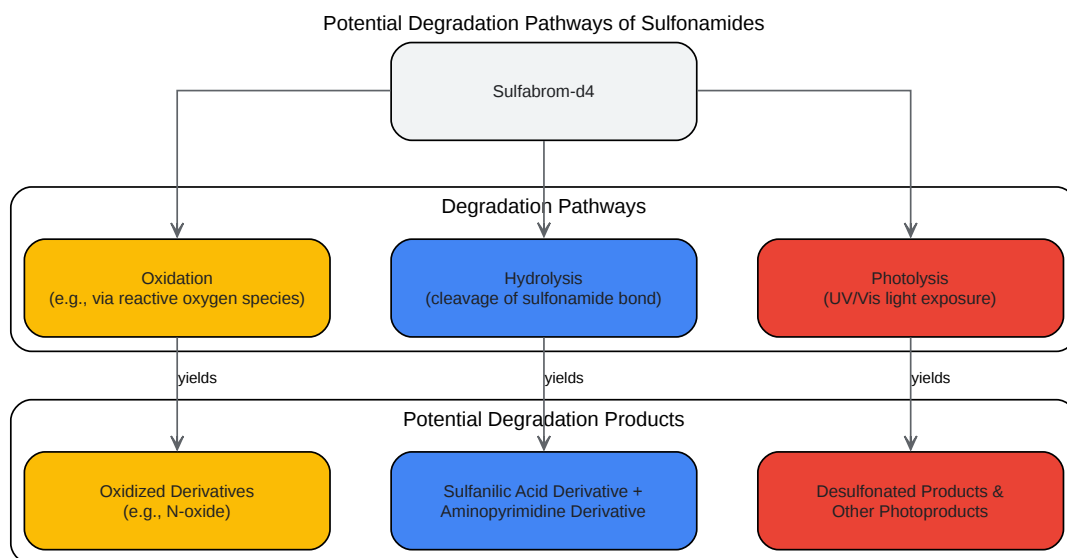 Potential Degradation Pathways of Sulfonamides
Sulfabrom-d4
Degradation Pathways
Oxidation
(e.g., via reactive oxygen species)
Hydrolysis
(cleavage of sulfonamide bond)
Photolysis
(UV/Vis light exposure)
yields
yields
yields
Potential Degradation Products
Oxidized Derivatives
(e.g., N-oxide)
Sulfanilic Acid Derivative +
Aminopyrimidine Derivative
Desulfonated Products &
Other Photoproducts